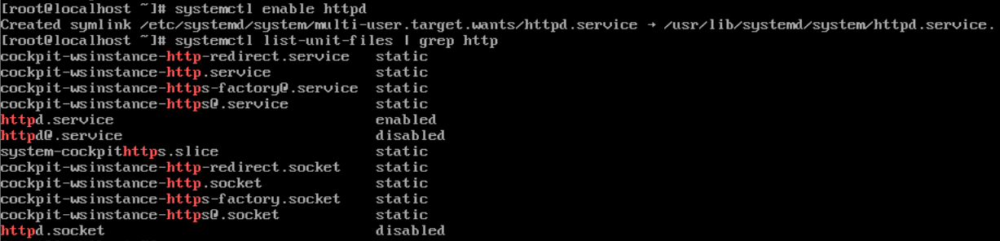 [root@localhost ~]# systemctl enable httpd
Created symlink /etc/systemd/system/multi-user.target.wants/httpd.service → /usr/lib/systemd/system/httpd.service.
[root@localhost ~]# systemctl list-unit-files | grep http
cockpit-wsinstance-http-redirect.service   static
cockpit-wsinstance-http.service            static
cockpit-wsinstance-https-factory@.service  static
cockpit-wsinstance-https@.service          static
httpd.service                              enabled
httpd@.service                             disabled
system-cockpithttps.slice                  static
cockpit-wsinstance-http-redirect.socket    static
cockpit-wsinstance-http.socket             static
cockpit-wsinstance-https-factory.socket    static
cockpit-wsinstance-https@.socket           static
httpd.socket                               disabled